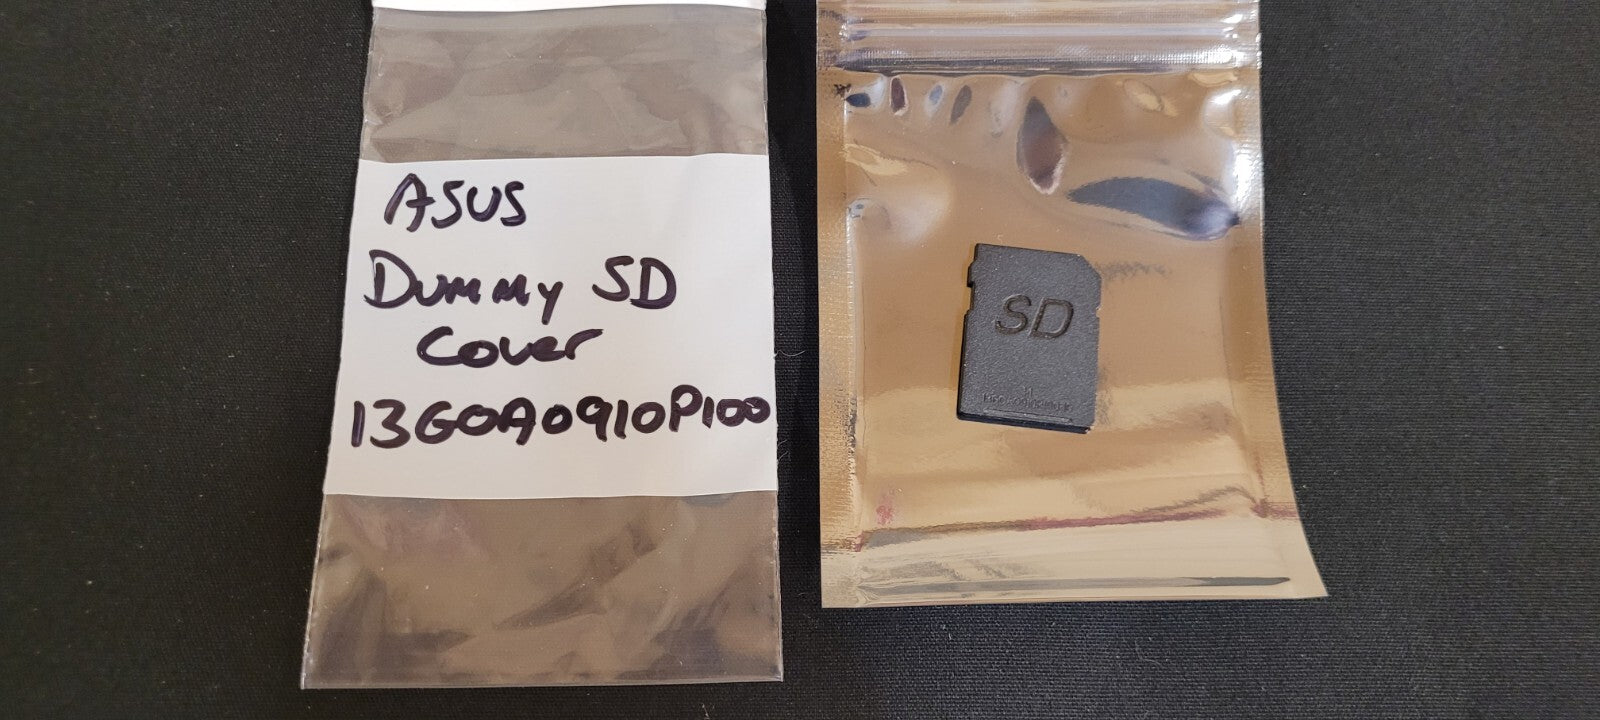 ASUS
Dummy SD
Cover
13G0A0910P100
SD